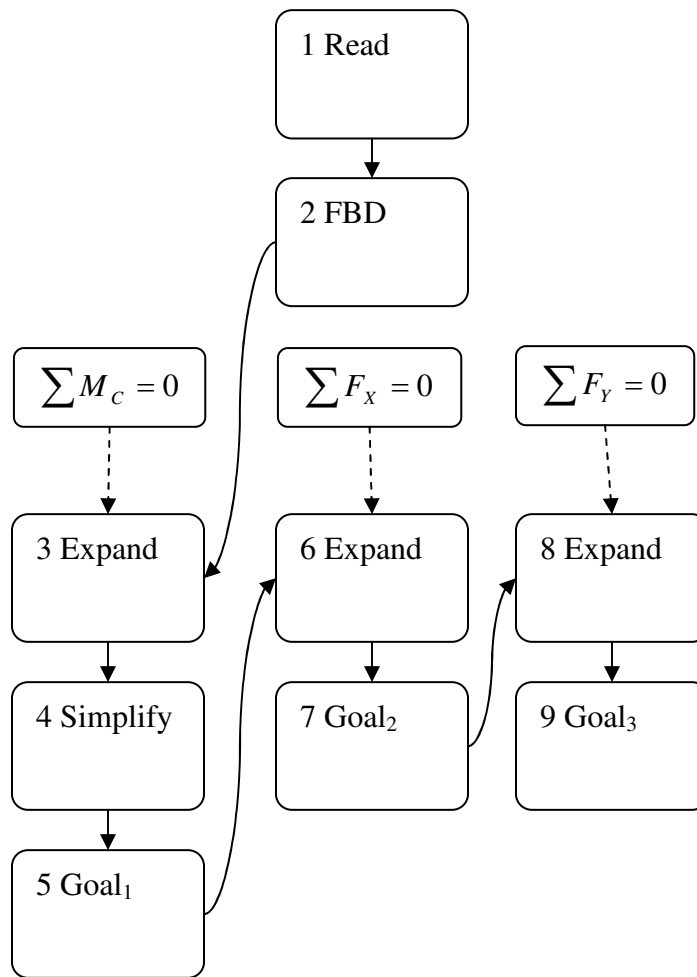 1 Read
2 FBD
∑ M_C = 0
∑ F_X = 0
∑ F_Y = 0
3 Expand
6 Expand
8 Expand
4 Simplify
7 Goal₂
9 Goal₃
5 Goal₁